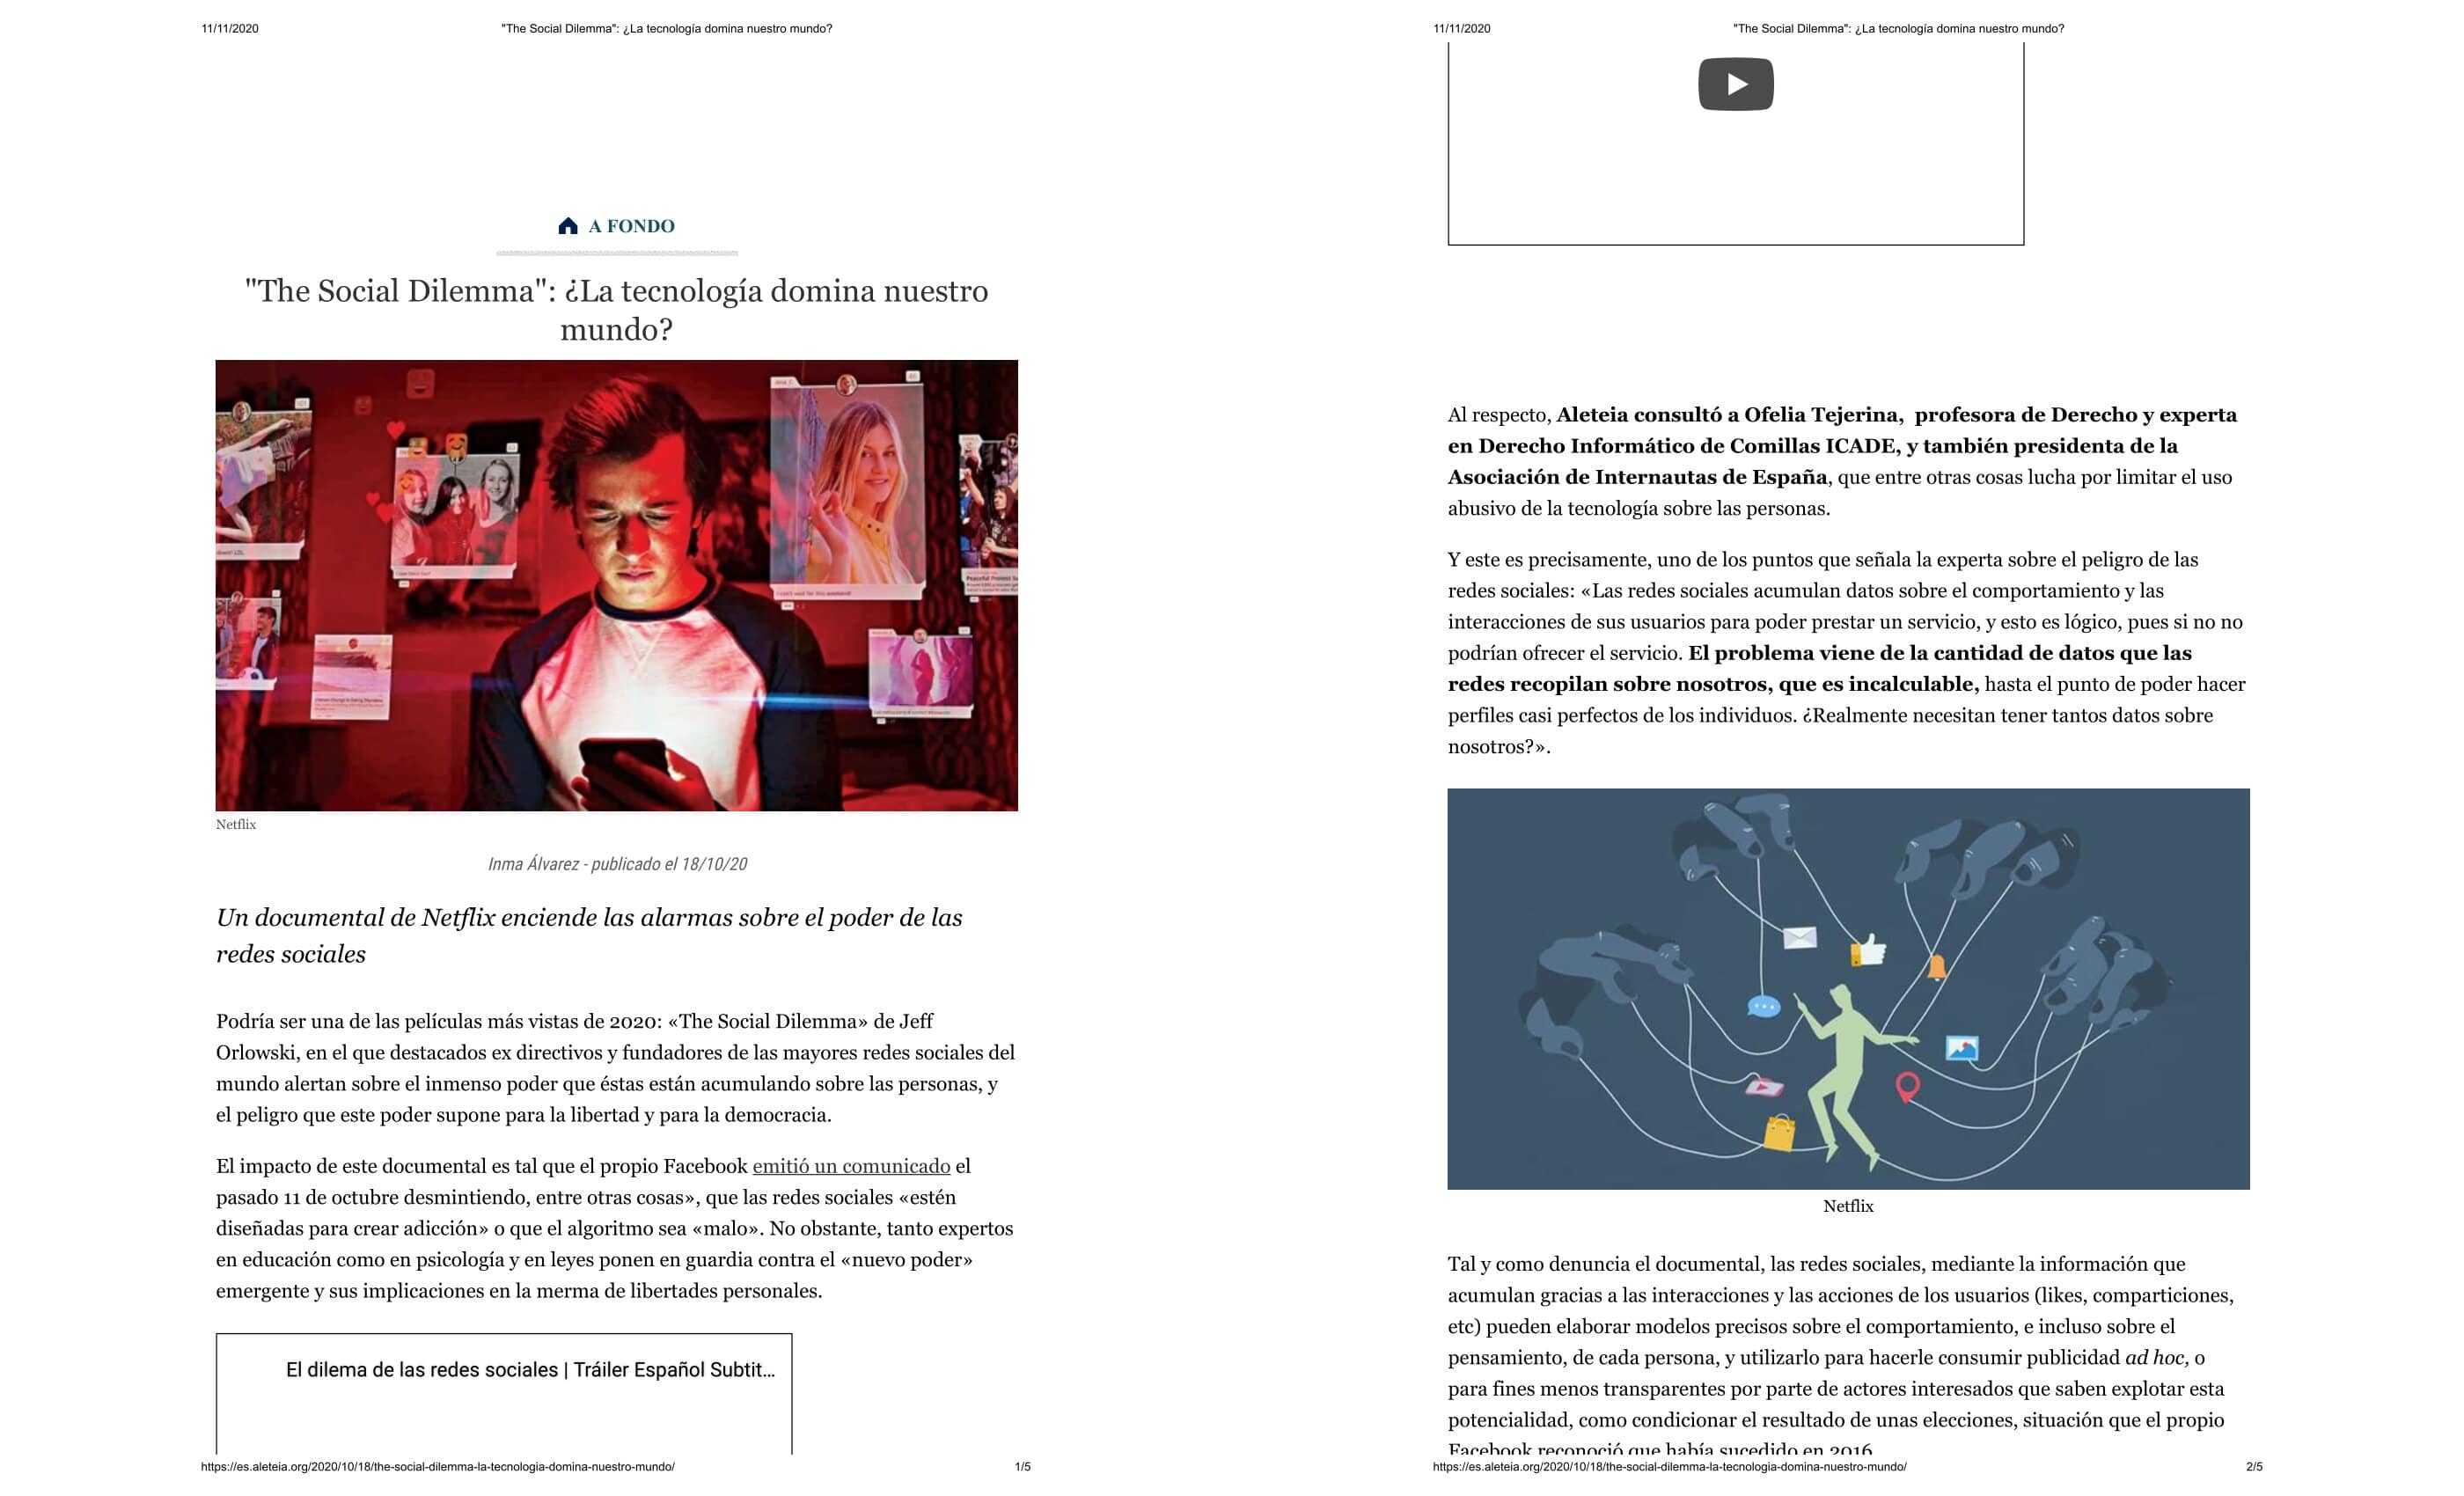 11/11/2020
"The Social Dilemma": ¿La tecnología domina nuestro mundo?
A FONDO
"The Social Dilemma": ¿La tecnología domina nuestro
mundo?
Netflix
Inma Álvarez - publicado el 18/10/20
Un documental de Netflix enciende las alarmas sobre el poder de las
redes sociales
Podría ser una de las películas más vistas de 2020: «The Social Dilemma» de Jeff
Orlowski, en el que destacados ex directivos y fundadores de las mayores redes sociales del
mundo alertan sobre el inmenso poder que éstas están acumulando sobre las personas, y
el peligro que este poder supone para la libertad y para la democracia.
El impacto de este documental es tal que el propio Facebook emitió un comunicado el
pasado 11 de octubre desmintiendo, entre otras cosas», que las redes sociales «estén
diseñadas para crear adicción» o que el algoritmo sea «malo». No obstante, tanto expertos
en educación como en psicología y en leyes ponen en guardia contra el «nuevo poder»
emergente y sus implicaciones en la merma de libertades personales.
El dilema de las redes sociales | Tráiler Español Subtit...
https://es.aleteia.org/2020/10/18/the-social-dilemma-la-tecnologia-domina-nuestro-mundo/
1/5
11/11/2020
"The Social Dilemma": ¿La tecnología domina nuestro mundo?
Al respecto, Aleteia consultó a Ofelia Tejerina, profesora de Derecho y experta
en Derecho Informático de Comillas ICADE, y también presidenta de la
Asociación de Internautas de España, que entre otras cosas lucha por limitar el uso
abusivo de la tecnología sobre las personas.
Y este es precisamente, uno de los puntos que señala la experta sobre el peligro de las
redes sociales: «Las redes sociales acumulan datos sobre el comportamiento y las
interacciones de sus usuarios para poder prestar un servicio, y esto es lógico, pues si no no
podrían ofrecer el servicio. El problema viene de la cantidad de datos que las
redes recopilan sobre nosotros, que es incalculable, hasta el punto de poder hacer
perfiles casi perfectos de los individuos. ¿Realmente necesitan tener tantos datos sobre
nosotros?».
Netflix
Tal y como denuncia el documental, las redes sociales, mediante la información que
acumulan gracias a las interacciones y las acciones de los usuarios (likes, comparticiones,
etc) pueden elaborar modelos precisos sobre el comportamiento, e incluso sobre el
pensamiento, de cada persona, y utilizarlo para hacerle consumir publicidad ad hoc, o
para fines menos transparentes por parte de actores interesados que saben explotar esta
potencialidad, como condicionar el resultado de unas elecciones, situación que el propio
Facebook reconoció que había sucedido en 2016
https://es.aleteia.org/2020/10/18/the-social-dilemma-la-tecnologia-domina-nuestro-mundo/
2/5